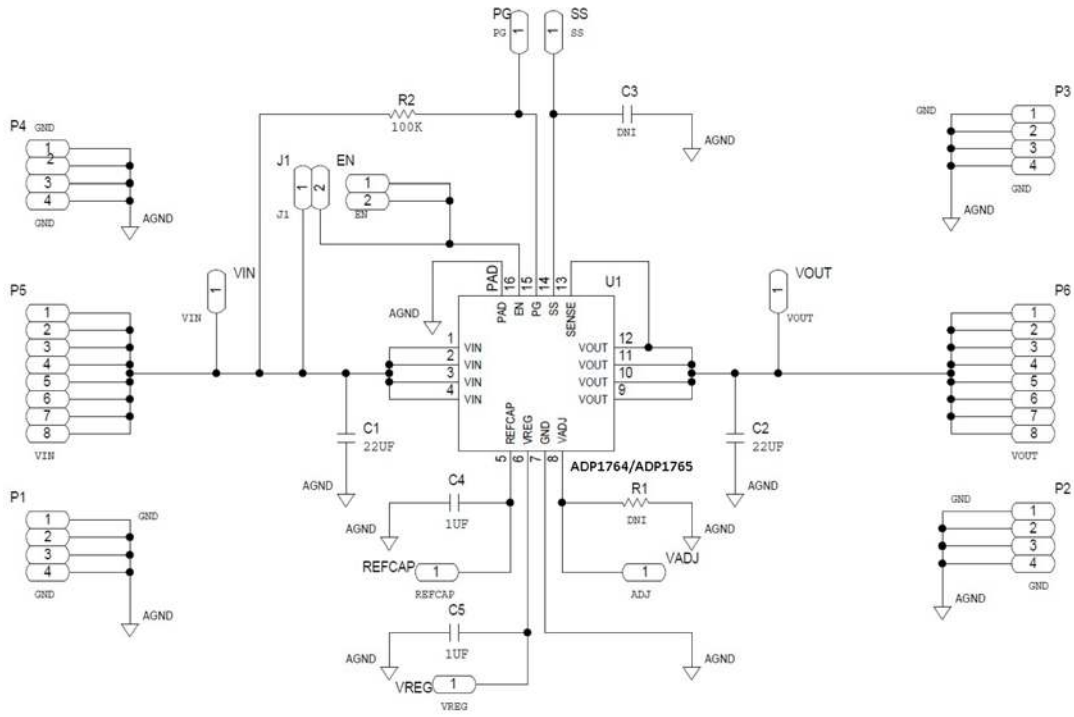 PG
1
PG
SS
1
SS
R2
100K
C3
DNI
AGND
P4
GND
1
2
3
4
GND
AGND
P3
GND
1
2
3
4
GND
AGND
J1
1
2
J1
EN
1
2
EN
P5
1
2
3
4
5
6
7
8
VIN
VIN
1
VIN
AGND
PAD
16
15
14
13
U1
PAD
EN
PG
SS
SENSE
1
VIN
2
VIN
3
VIN
4
VIN
VOUT
12
VOUT
11
VOUT
10
VOUT
9
REFCAP
VREG
GND
VADJ
5
6
7
8
ADP1764/ADP1765
VOUT
1
VOUT
P6
1
2
3
4
5
6
7
8
VOUT
C1
22UF
AGND
C2
22UF
AGND
C4
1UF
AGND
R1
DNI
AGND
REFCAP
1
REFCAP
VADJ
1
ADJ
P1
1
2
3
4
GND
GND
AGND
P2
GND
1
2
3
4
GND
AGND
C5
1UF
AGND
AGND
VREG
1
VREG